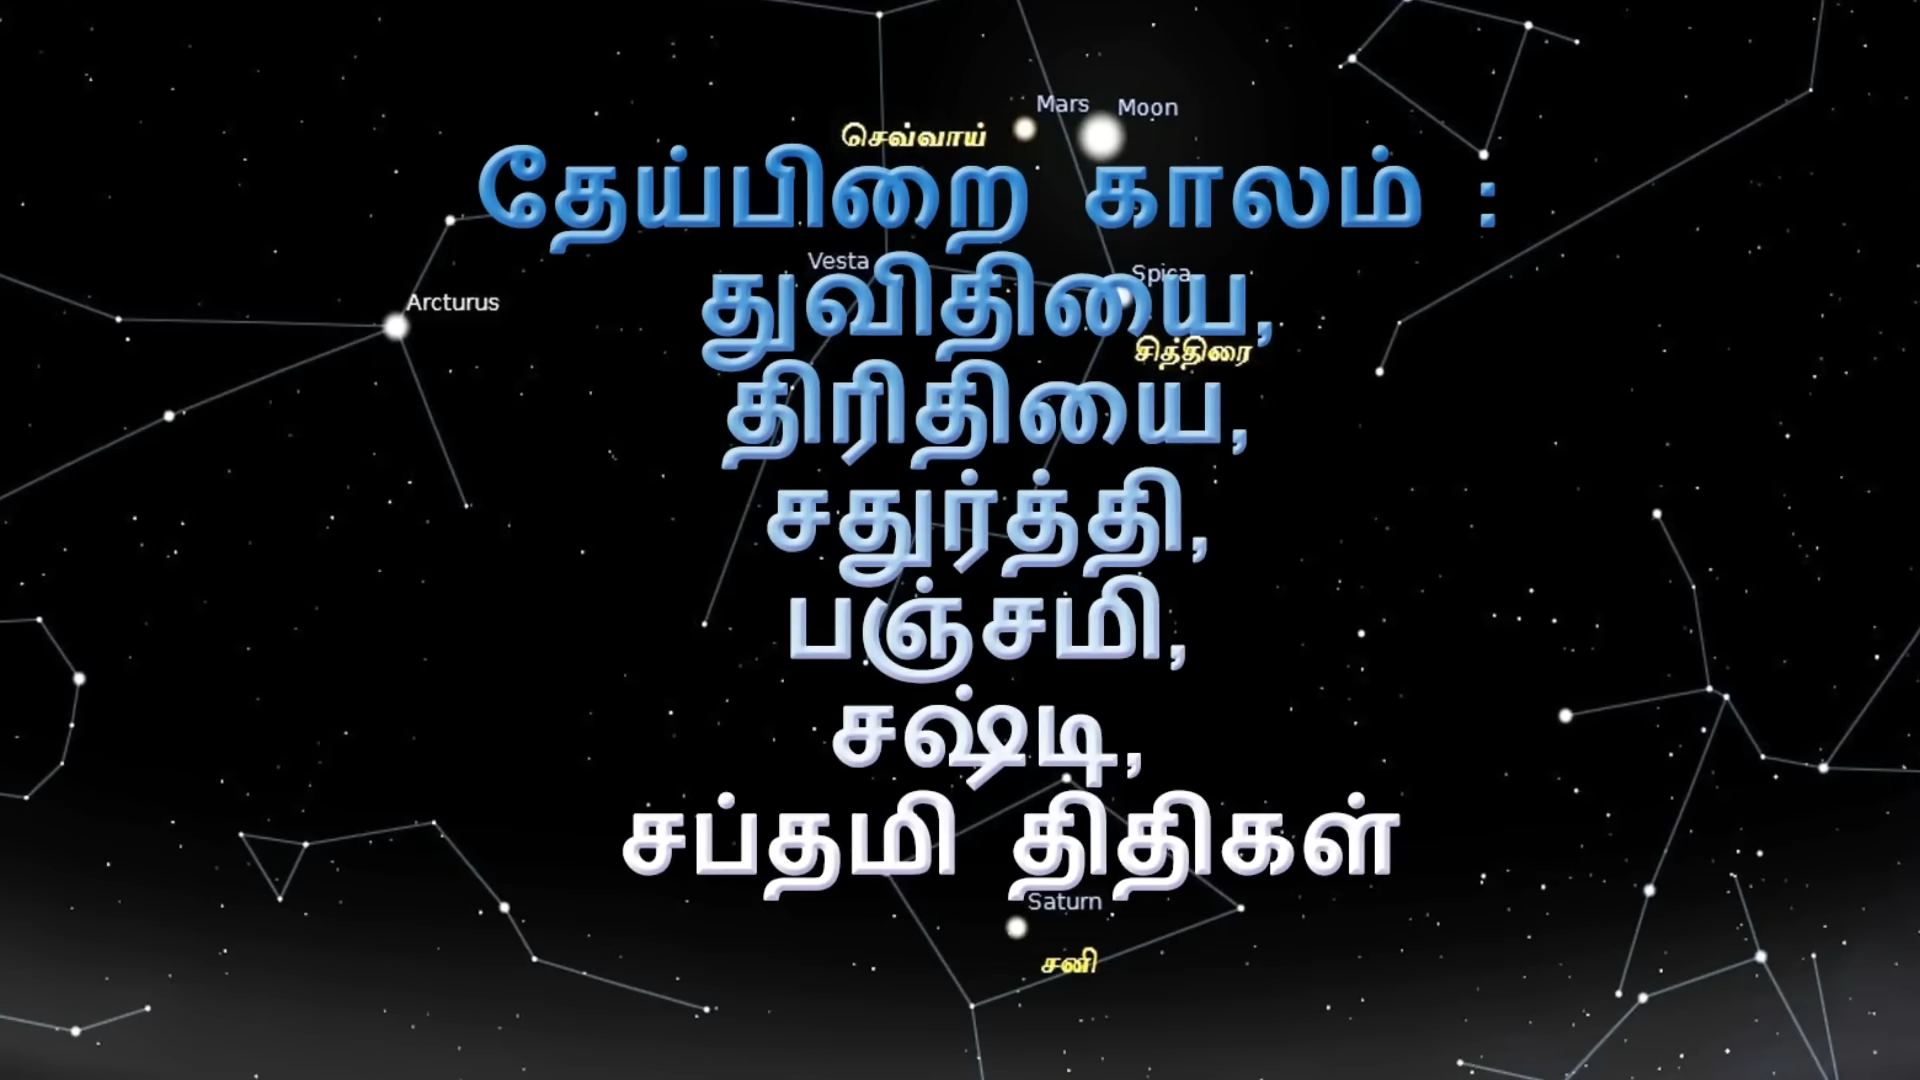 Mars Moon
செவ்வாய்
தேய்பிறை காலம் :
Vesta
Spica
துவிதியை,
Arcturus
சித்திரை
திரிதியை,
சதுர்த்தி,
பஞ்சமி,
சஷ்டி,
சப்தமி திதிகள்
Saturn
சனி